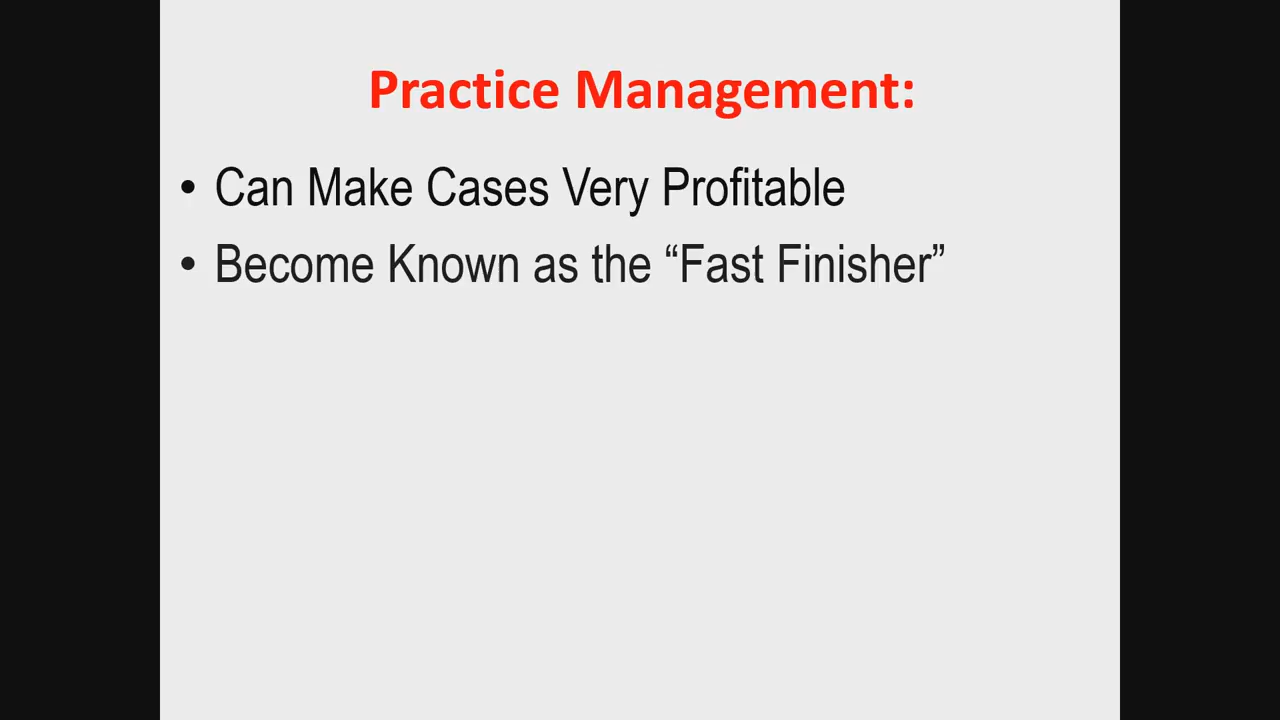 Practice Management:
• Can Make Cases Very Profitable
• Become Known as the “Fast Finisher”